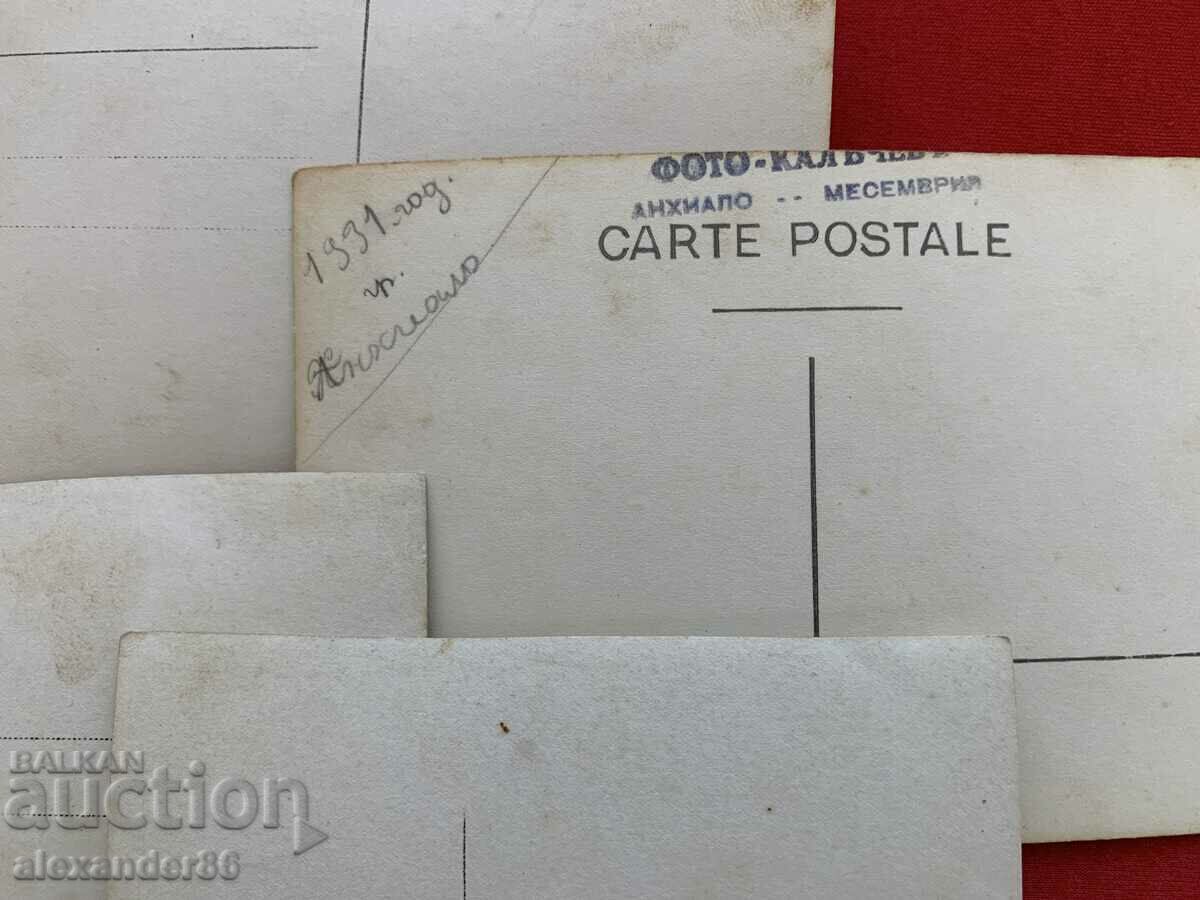 1931 год.
гр.
Анхиало
ФОТО-КАЛЪЧЕВЪ
АНХИАЛО -- МЕСЕМВРИЯ
CARTE POSTALE
BALKAN
auction
alexander86